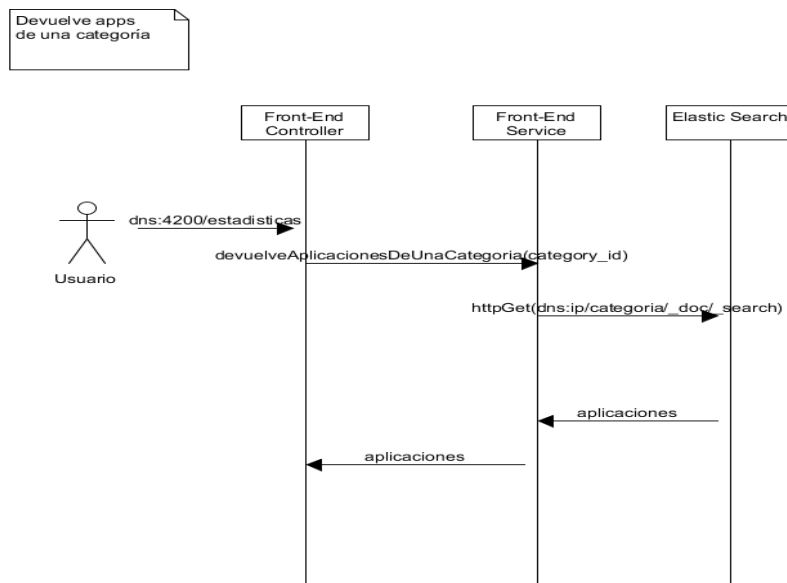 Devuelve apps
de una categoría
Front-End
Controller
Front-End
Service
Elastic Search
dns:4200/estadisticas
Usuario
devuelveAplicacionesDeUnaCategoria(category_id)
httpGet(dns:ip/categoria/_doc/_search)
aplicaciones
aplicaciones